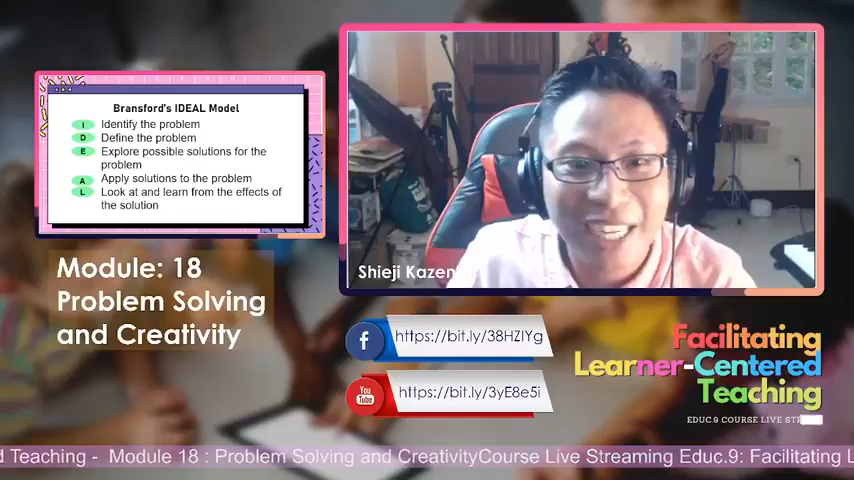 Bransford's IDEAL Model
I Identify the problem
D Define the problem
E Explore possible solutions for the
problem
A Apply solutions to the problem
L Look at and learn from the effects of
the solution
Module: 18
Problem Solving
and Creativity
Shieji Kazen
f https://bit.ly/38HZlYg
You
Tube https://bit.ly/3yE8e5i
Facilitating
Learner-Centered
Teaching
EDUC.9 COURSE LIVE
d Teaching - Module 18 : Problem Solving and CreativityCourse Live Streaming Educ.9: Facilitating L